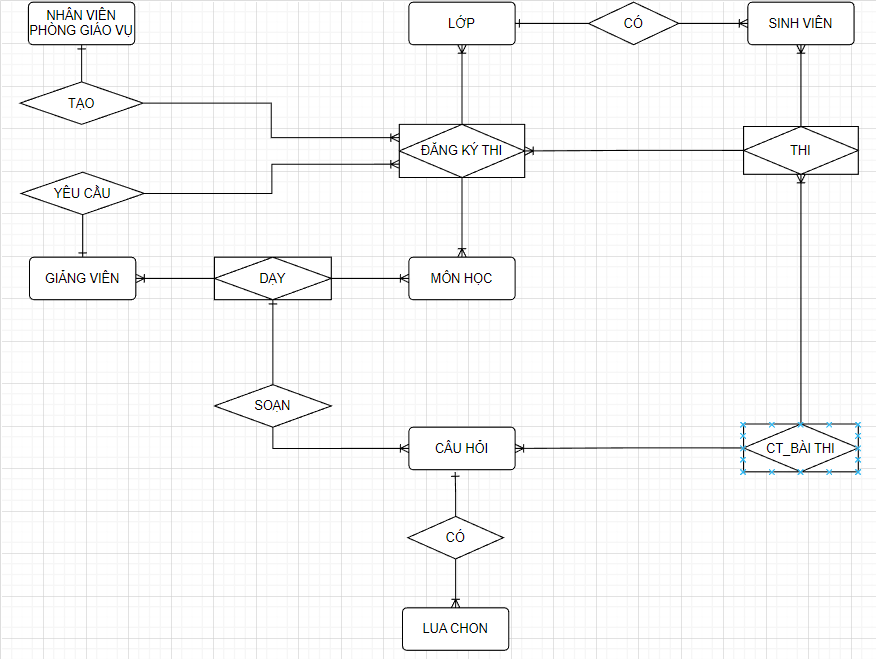 NHÂN VIÊN
PHÒNG GIÁO VỤ
LỚP
CÓ
SINH VIÊN
TẠO
ĐĂNG KÝ THI
THI
YÊU CẦU
GIẢNG VIÊN
DẠY
MÔN HỌC
SOẠN
CÂU HỎI
CT_BÀI THI
CÓ
LUA CHON